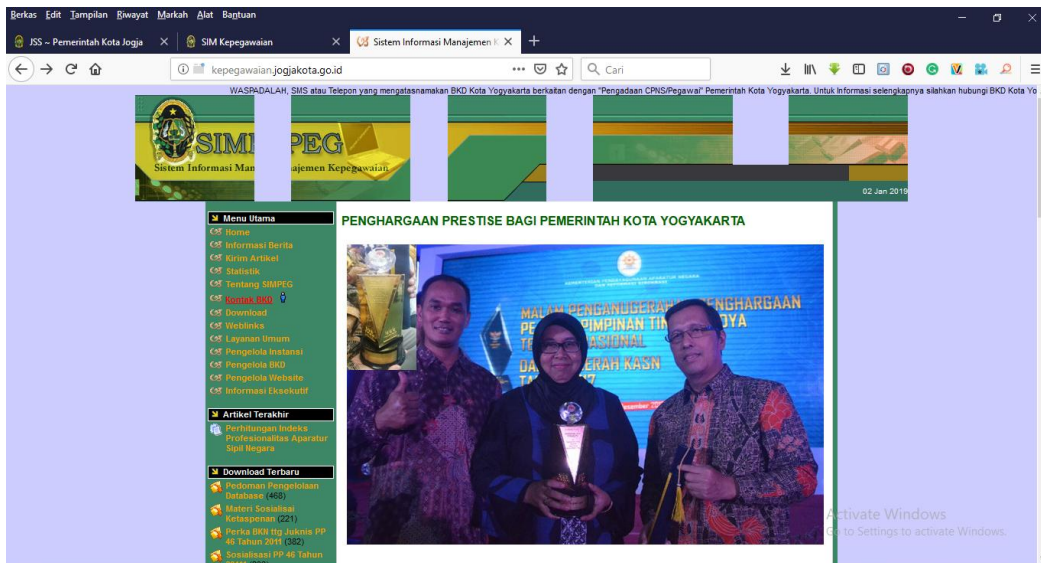 Berkas Edit Tampilan Riwayat Markah Alat Bantuan
JSS ~ Pemerintah Kota Jogja
SIM Kepegawaian
Sistem Informasi Manajemen K
kepegawaian.jogjakota.go.id
Cari
WASPADALAH, SMS atau Telepon yang mengatasnamakan BKD Kota Yogyakarta berkaitan dengan "Pengadaan CPNS/Pegawai" Pemerintah Kota Yogyakarta. Untuk Informasi selengkapnya silahkan hubungi BKD Kota Yo
SIM PEG
Sistem Informasi Man ajemen Kepegawaian
02 Jan 2019
Menu Utama
Home
Informasi Berita
Kirim Artikel
Statistik
Tentang SIMPEG
Kontak BKD
Download
Weblinks
Layanan Umum
Pengelola Instansi
Pengelola BKD
Pengelola Website
Informasi Eksekutif
Artikel Terakhir
Perhitungan Indeks
Profesionalitas Aparatur
Sipil Negara
Download Terbaru
Pedoman Pengelolaan
Database (468)
Materi Sosialisai
Ketaspenan (221)
Perka BKN ttg Juknis PP
46 Tahun 2011 (382)
Sosialisasi PP 46 Tahun
PENGHARGAAN PRESTISE BAGI PEMERINTAH KOTA YOGYAKARTA
MALAM PENGANUGERAHAN PENGHARGAAN
PIMPINAN TIN
NASIONAL
KASN
Activate Windows
Go to Settings to activate Windows.